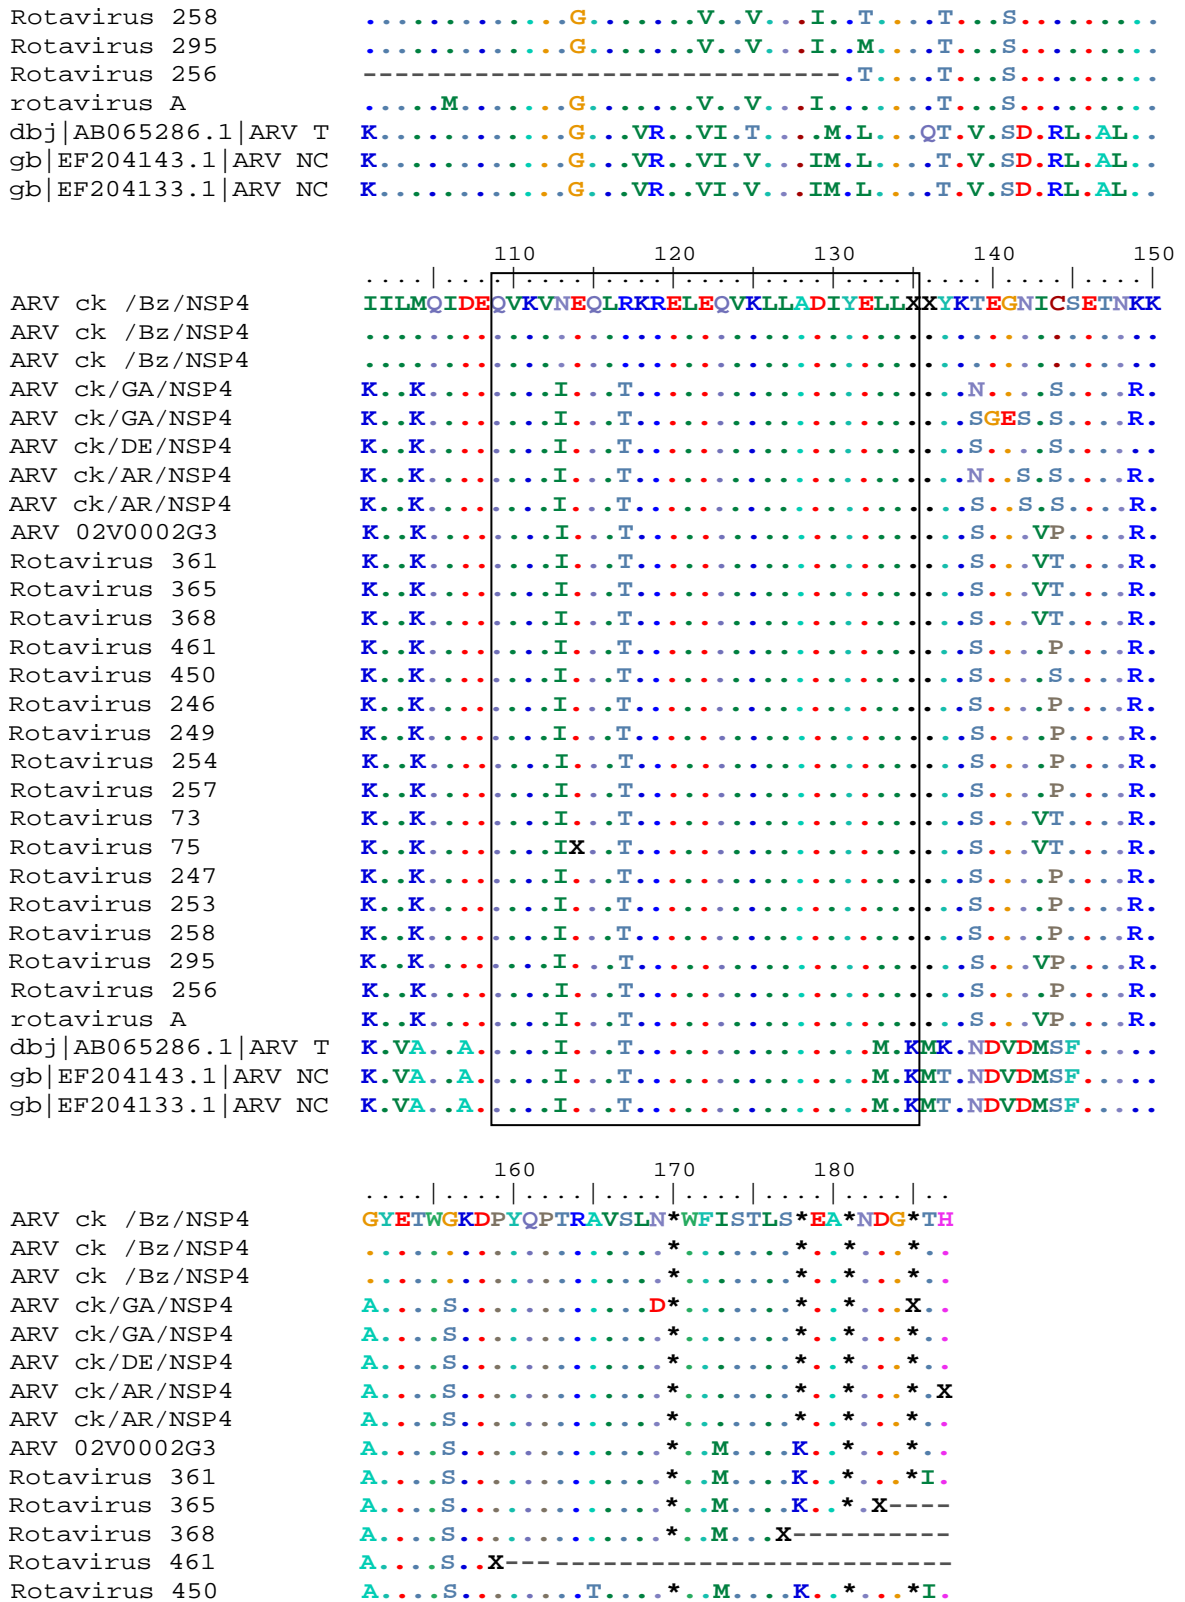 Rotavirus 258 .............G.......V..V...I..T....T...S.........
Rotavirus 295 .............G.......V..V...I..M....T...S.........
Rotavirus 256 ------------------------------.T....T...S.........
rotavirus A .....M.......G.......V..V...I.......T...S.........
dbj|AB065286.1|ARV T K............G...VR..VI.T....M.L...QT.V.SD.RL.AL..
gb|EF204143.1|ARV NC K............G...VR..VI.V...IM.L....T.V.SD.RL.AL..
gb|EF204133.1|ARV NC K............G...VR..VI.V...IM.L....T.V.SD.RL.AL..
110 120 130 140 150
....|....|....|....|....|....|....|....|....|....|
ARV ck /Bz/NSP4 IILMQIDEQVKVNEQLRKRELEQVKLLADIYELLXXYKTEGNICSETNKK
ARV ck /Bz/NSP4 ..................................................
ARV ck /Bz/NSP4 ..................................................
ARV ck/GA/NSP4 K..K........I...T.....................N....S....R.
ARV ck/GA/NSP4 K..K........I...T.....................SGES.S....R.
ARV ck/DE/NSP4 K..K........I...T.....................S....S......
ARV ck/AR/NSP4 K..K........I...T.....................N..S.S....R.
ARV ck/AR/NSP4 K..K........I...T.....................S..S.S....R.
ARV 02V0002G3 K..K........I...T.....................S...VP....R.
Rotavirus 361 K..K........I...T.....................S...VT....R.
Rotavirus 365 K..K........I...T.....................S...VT....R.
Rotavirus 368 K..K........I...T.....................S...VT....R.
Rotavirus 461 K..K........I...T.....................S....P....R.
Rotavirus 450 K..K........I...T.....................S....S....R.
Rotavirus 246 K..K........I...T.....................S....P....R.
Rotavirus 249 K..K........I...T.....................S....P....R.
Rotavirus 254 K..K........I...T.....................S....P....R.
Rotavirus 257 K..K........I...T.....................S....P....R.
Rotavirus 73 K..K........I...T.....................S...VT....R.
Rotavirus 75 K..K........IX..T.....................S...VT....R.
Rotavirus 247 K..K........I...T.....................S....P....R.
Rotavirus 253 K..K........I...T.....................S....P....R.
Rotavirus 258 K..K........I...T.....................S....P....R.
Rotavirus 295 K..K........I...T.....................S...VP....R.
Rotavirus 256 K..K........I...T.....................S....P....R.
rotavirus A K..K........I...T.....................S...VP....R.
dbj|AB065286.1|ARV T K.VA..A.....I...T...............M.KMK.NDVDMSF.....
gb|EF204143.1|ARV NC K.VA..A.....I...T...............M.KMT.NDVDMSF.....
gb|EF204133.1|ARV NC K.VA..A.....I...T...............M.KMT.NDVDMSF.....
160 170 180
....|....|....|....|....|....|....|..
ARV ck /Bz/NSP4 GYETWGKDPYQPTRAVSLN*WFISTLS*EA*NDG*TH
ARV ck /Bz/NSP4 ...................*.......*..*...*..
ARV ck /Bz/NSP4 ...................*.......*..*...*..
ARV ck/GA/NSP4 A....S............D*.......*..*...X..
ARV ck/GA/NSP4 A....S.............*.......*..*...*..
ARV ck/DE/NSP4 A....S.............*.......*..*...*..
ARV ck/AR/NSP4 A....S.............*.......*..*...*.X
ARV ck/AR/NSP4 A....S.............*.......*..*...*..
ARV 02V0002G3 A....S.............*..M....K..*...*..
Rotavirus 361 A....S.............*..M....K..*...*I.
Rotavirus 365 A....S.............*..M....K..*.X----
Rotavirus 368 A....S.............*..M...X----------
Rotavirus 461 A....S..X----------------------------
Rotavirus 450 A....S........T....*..M....K..*...*I.